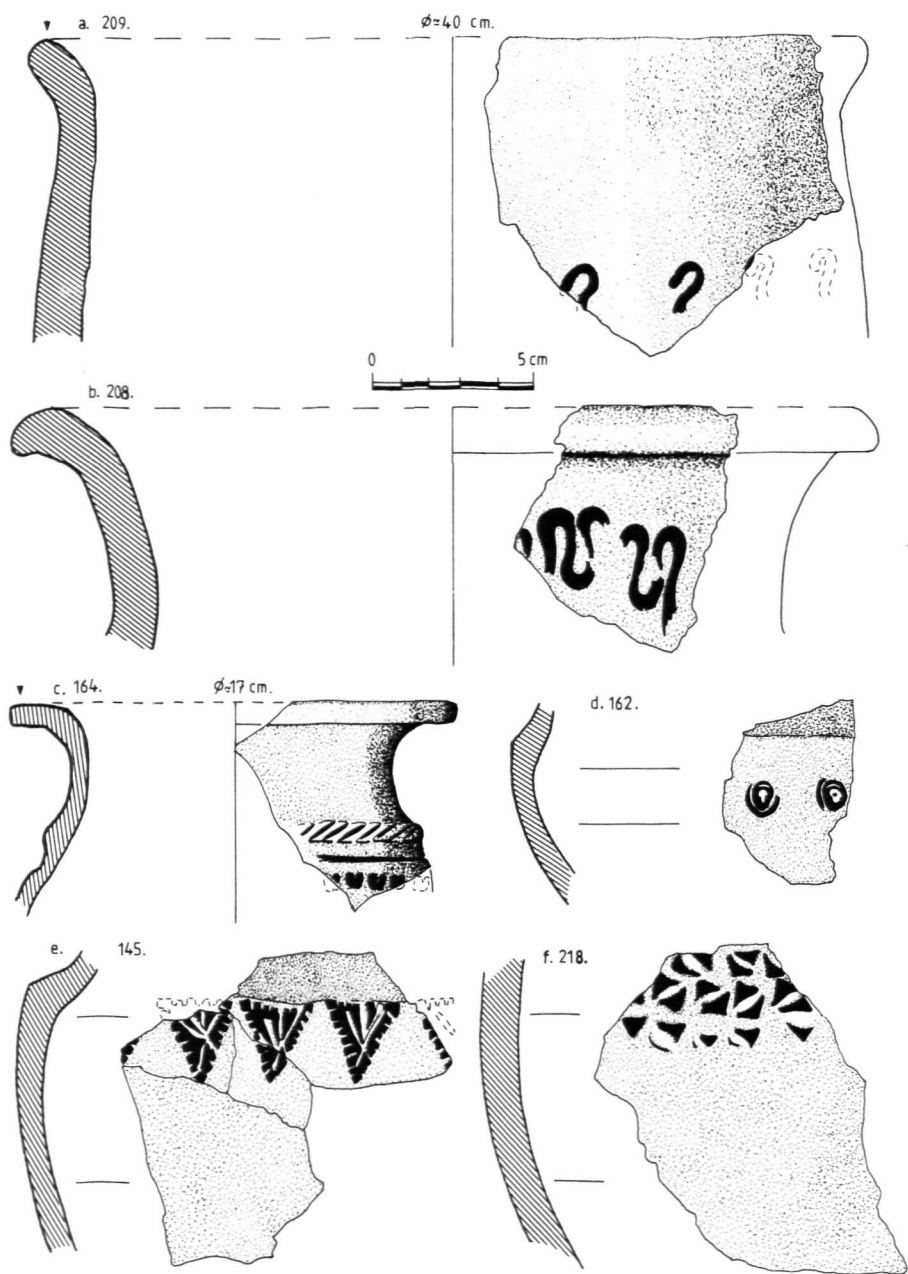 a. 209.
Ø≃40 cm.
0 5 cm
b. 208.
c. 164.
Ø≃17 cm.
d. 162.
e. 145.
f. 218.